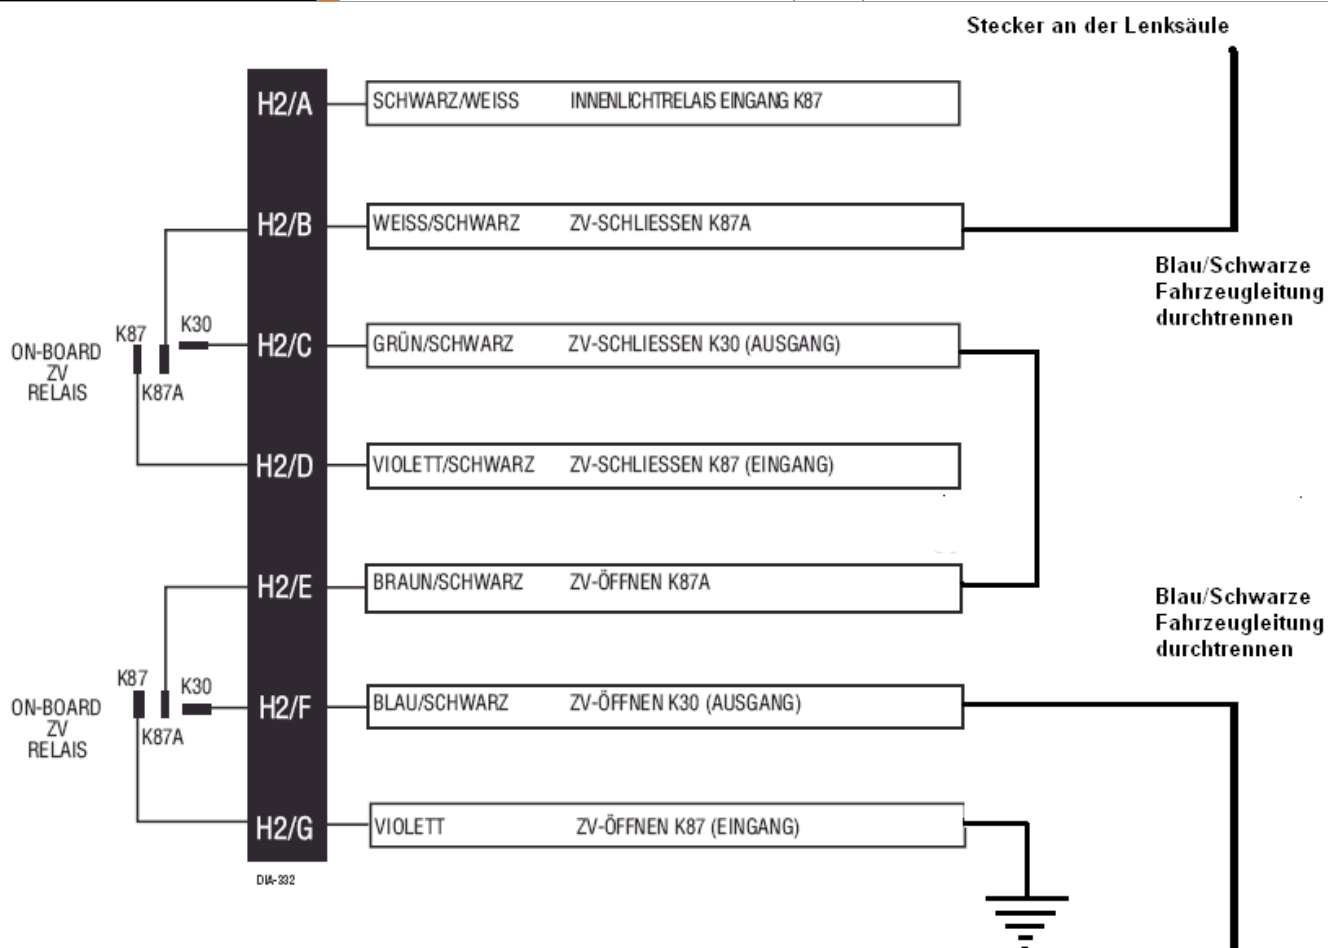 Stecker an der Lenksäule
H2/A SCHWARZ/WEISS INNENLICHTRELAIS EINGANG K87
H2/B WEISS/SCHWARZ ZV-SCHLIESSEN K87A
Blau/Schwarze
Fahrzeugleitung
durchtrennen
K87 K30
ON-BOARD
ZV
RELAIS
K87A
H2/C GRÜN/SCHWARZ ZV-SCHLIESSEN K30 (AUSGANG)
H2/D VIOLETT/SCHWARZ ZV-SCHLIESSEN K87 (EINGANG)
H2/E BRAUN/SCHWARZ ZV-ÖFFNEN K87A
Blau/Schwarze
Fahrzeugleitung
durchtrennen
K87 K30
ON-BOARD
ZV
RELAIS
K87A
H2/F BLAU/SCHWARZ ZV-ÖFFNEN K30 (AUSGANG)
H2/G VIOLETT ZV-ÖFFNEN K87 (EINGANG)
DIA-332